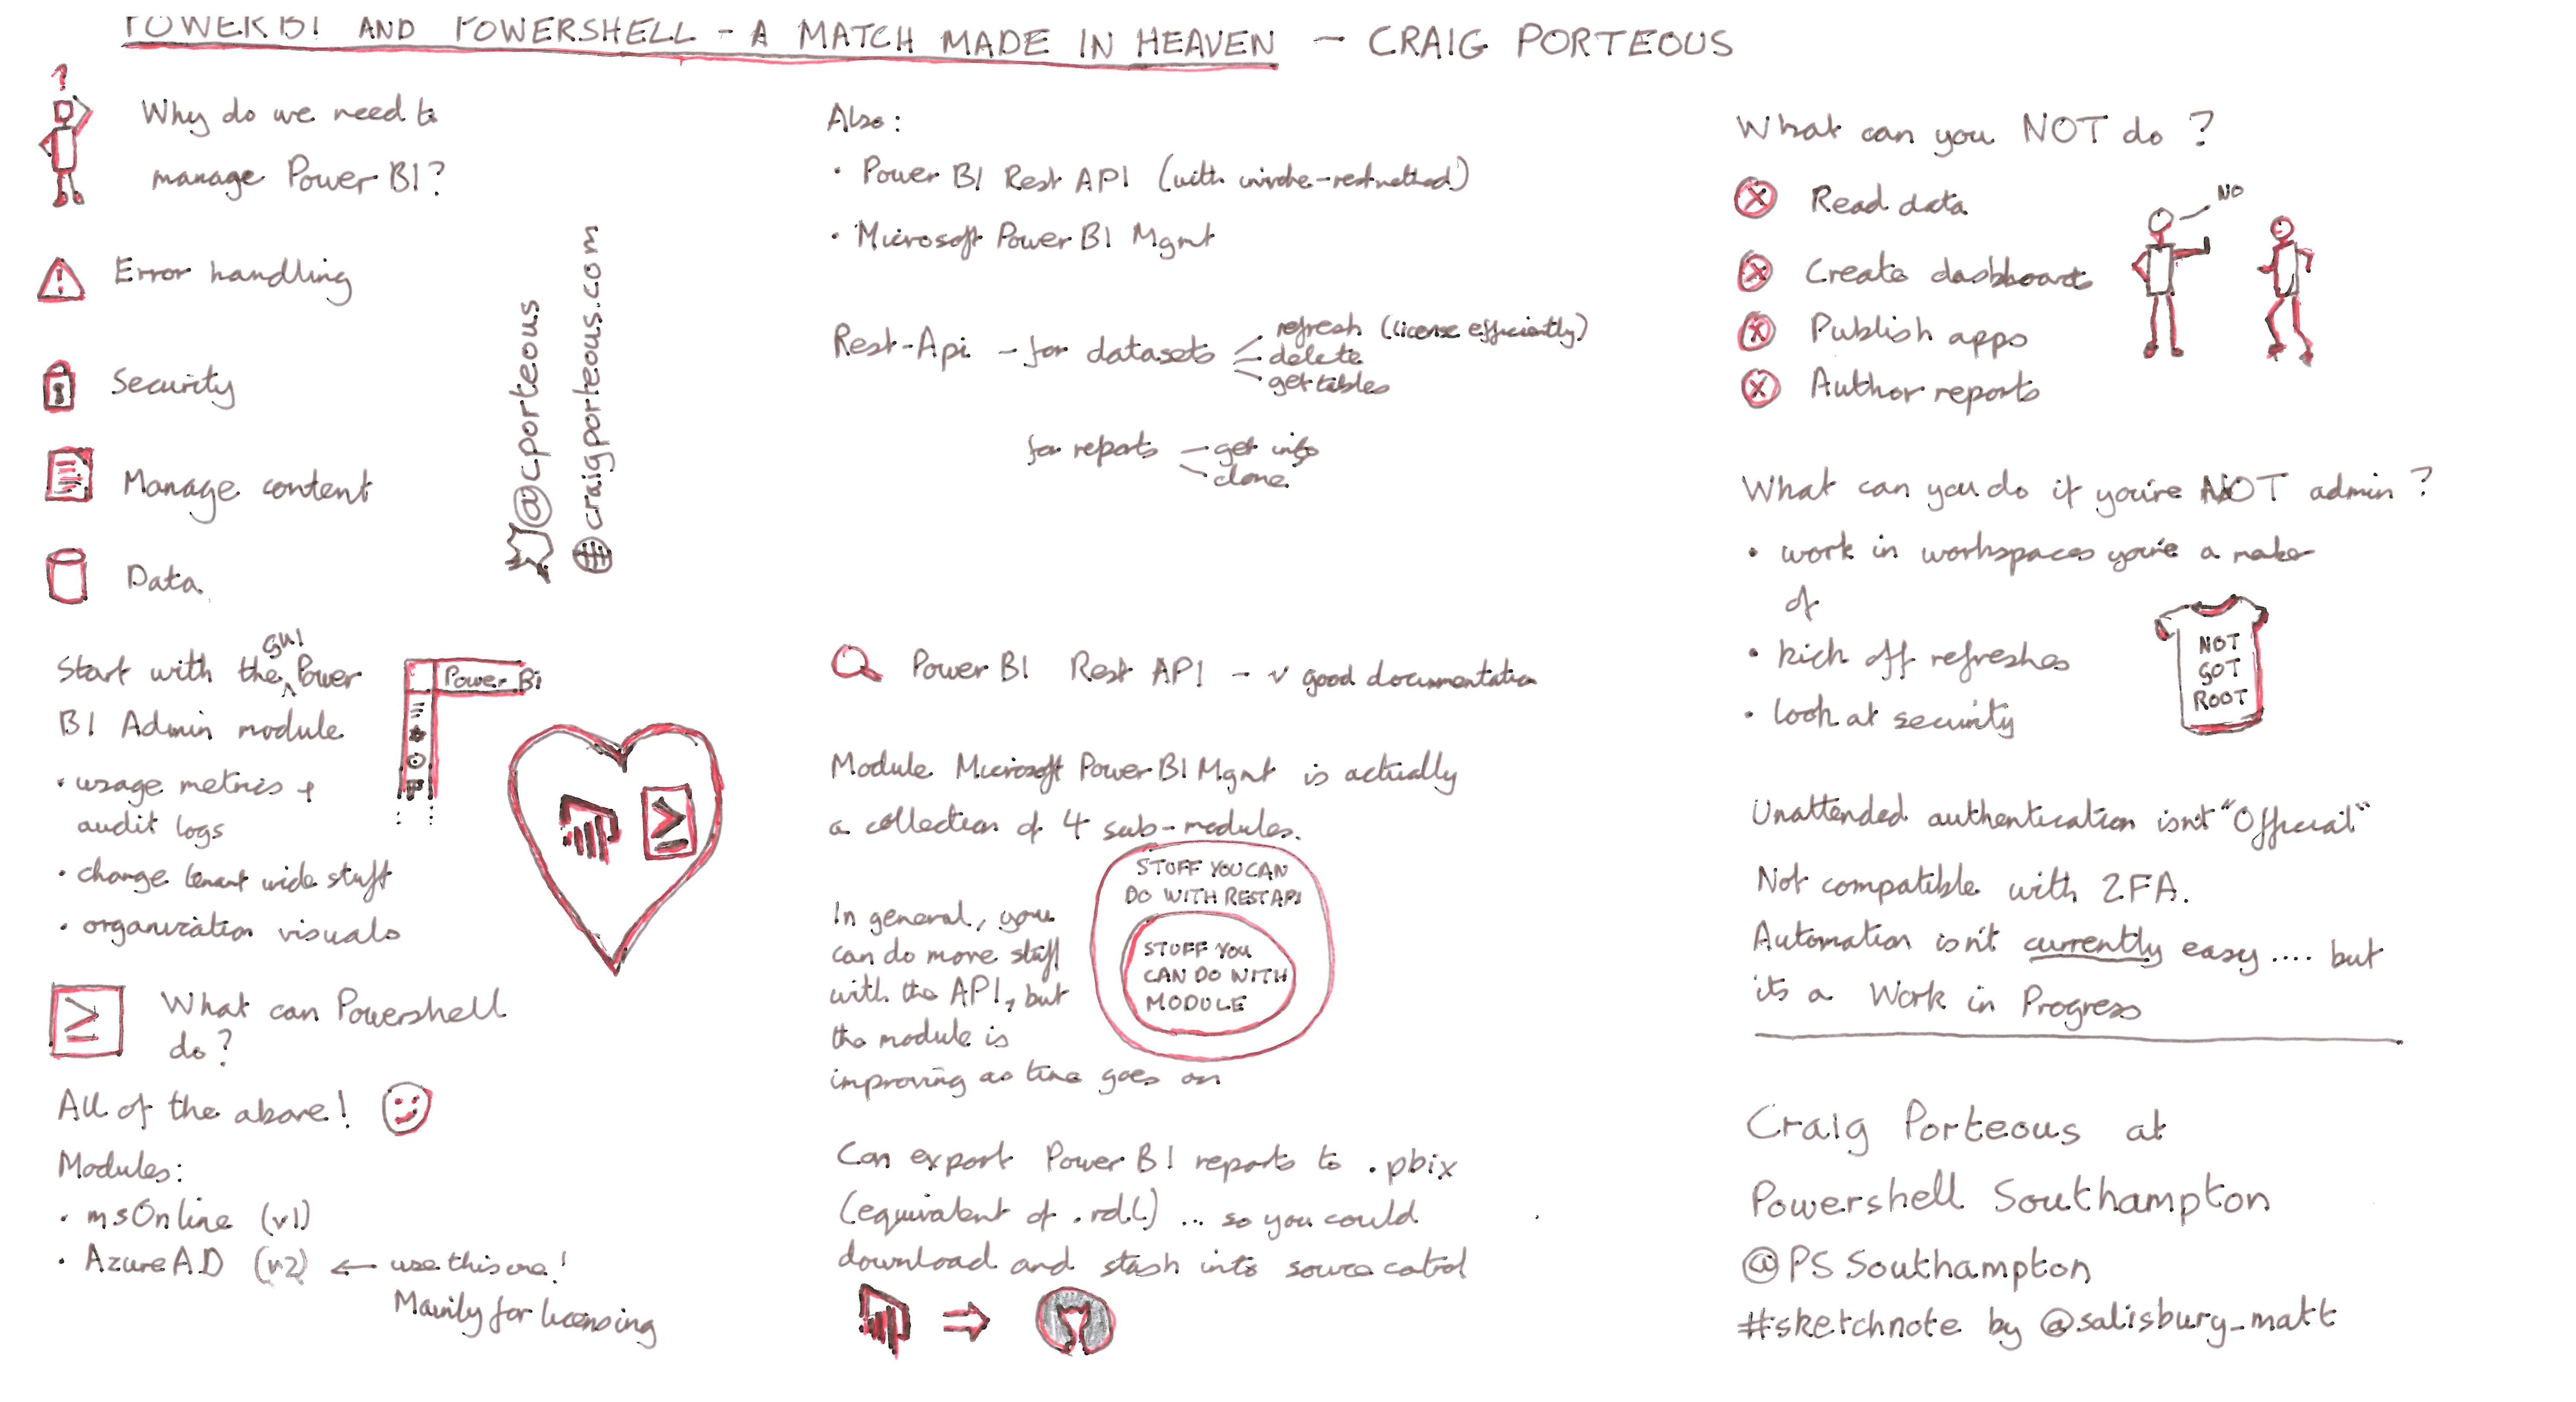 POWER BI AND POWERSHELL - A MATCH MADE IN HEAVEN - CRAIG PORTEOUS
?
Why do we need to
manage Power BI?
Error handling
Security
Manage content
Data
@cporteous
craigporteous.com
Start with the GUI Power
BI Admin module
• usage metrics +
audit logs
• change tenant wide stuff
• organization visuals
Power Bi
What can Powershell
do?
All of the above!
Modules:
• msOnline (v1)
• AzureAD (v2) ← use this one!
Mainly for licensing
Also:
• Power BI Rest API (with invoke-restmethod)
• Microsoft Power BI Mgmt
Rest-Api - for datasets
refresh (license efficiently)
delete
get tables
for reports
get info
clone
Power BI Rest API - v good documentation
Module Microsoft Power BI Mgmt is actually
a collection of 4 sub-modules.
In general, you
can do more stuff
with the API, but
the module is
improving as time goes on
STUFF YOU CAN
DO WITH REST API
STUFF YOU
CAN DO WITH
MODULE
Can export Power BI reports to .pbix
(equivalent of .rdl) ... so you could
download and stash into source control
What can you NOT do?
Read data
Create dashboards
Publish apps
Author reports
NO
What can you do if you're NOT admin?
• work in workspaces you're a maker
of
• kick off refreshes
• look at security
NOT
GOT
ROOT
Unattended authentication isn't "Official"
Not compatible with 2FA.
Automation isn't currently easy .... but
its a Work in Progress
Craig Porteous at
Powershell Southampton
@PSSouthampton
#sketchnote by @salisbury_matt